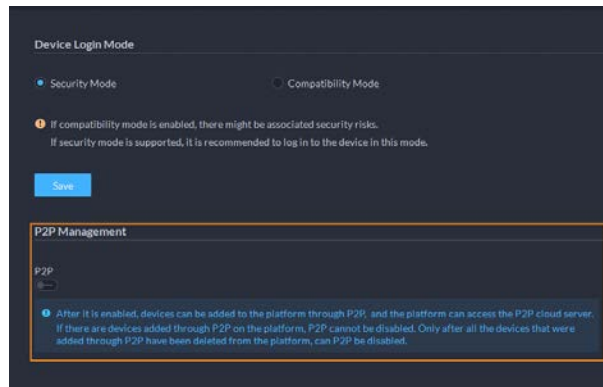 Device Login Mode
Security Mode
Compatibility Mode
If compatibility mode is enabled, there might be associated security risks.
If security mode is supported, it is recommended to log in to the device in this mode.
Save
P2P Management
P2P
After it is enabled, devices can be added to the platform through P2P, and the platform can access the P2P cloud server.
If there are devices added through P2P on the platform, P2P cannot be disabled. Only after all the devices that were
added through P2P have been deleted from the platform, can P2P be disabled.